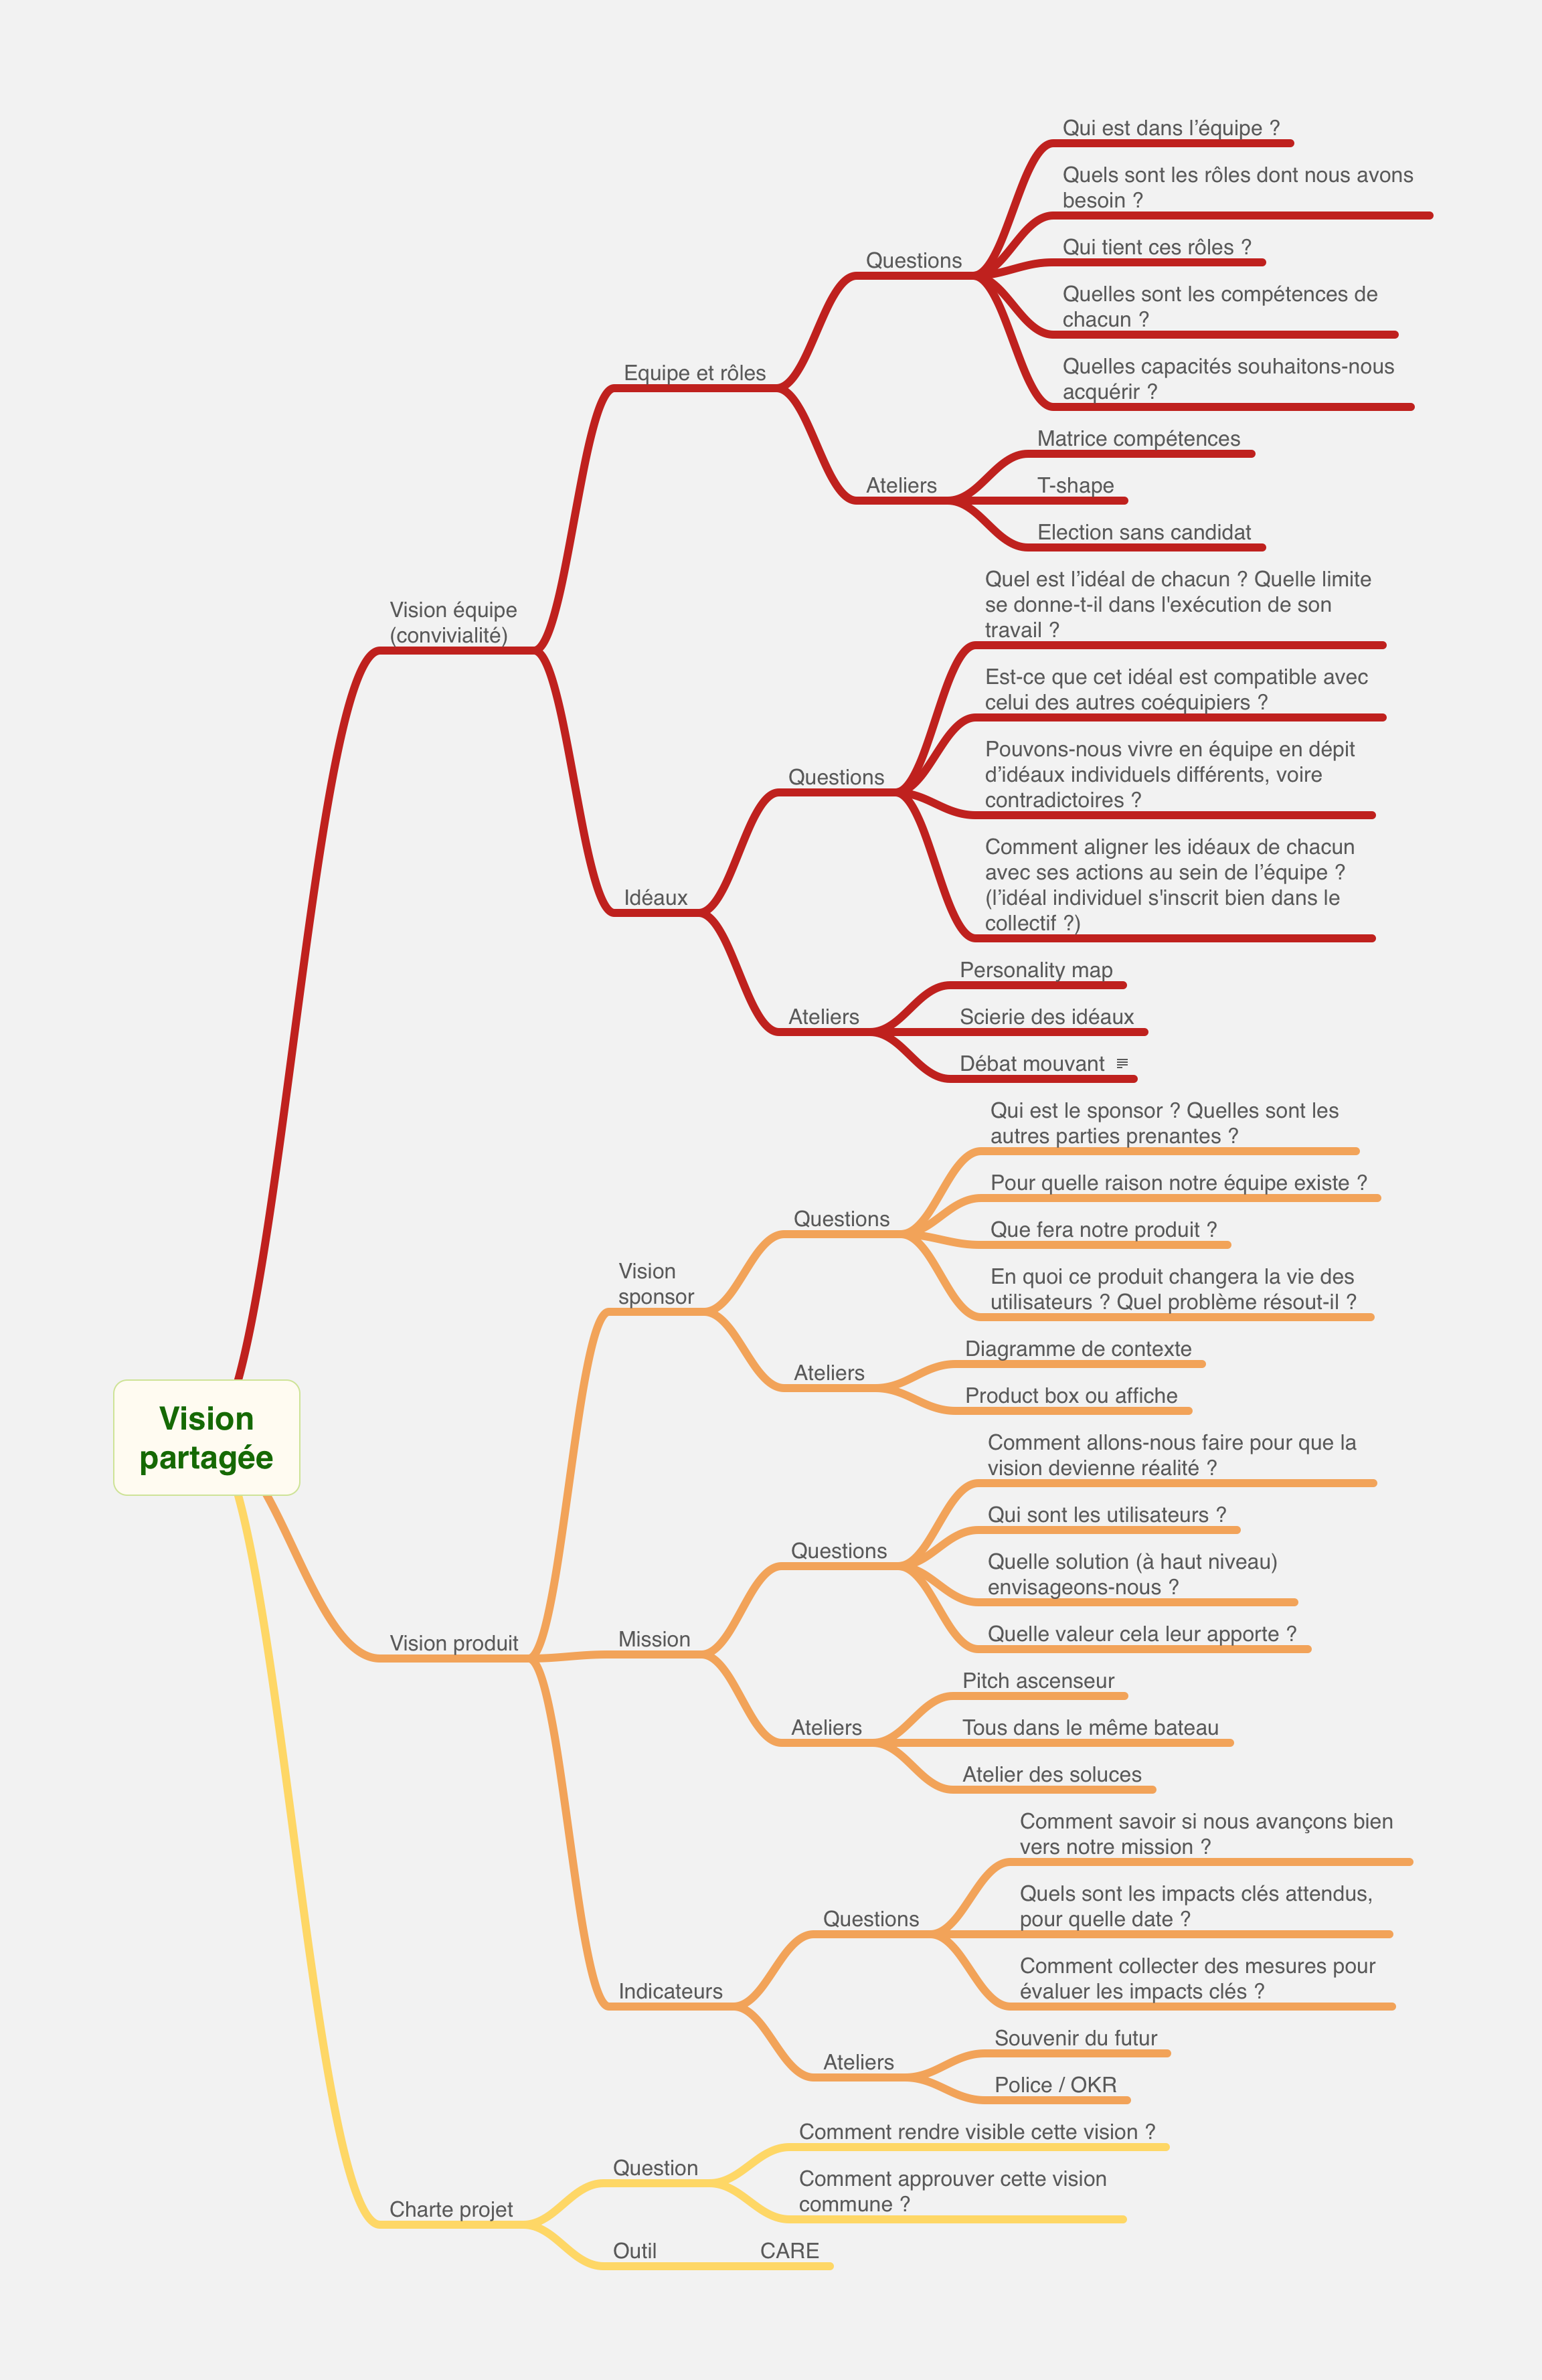 Qui est dans l’équipe ?
Quels sont les rôles dont nous avons
besoin ?
Questions
Qui tient ces rôles ?
Quelles sont les compétences de
chacun ?
Equipe et rôles
Quelles capacités souhaitons-nous
acquérir ?
Matrice compétences
Ateliers
T-shape
Election sans candidat
Vision équipe
(convivialité)
Quel est l’idéal de chacun ? Quelle limite
se donne-t-il dans l'exécution de son
travail ?
Est-ce que cet idéal est compatible avec
celui des autres coéquipiers ?
Questions
Pouvons-nous vivre en équipe en dépit
d’idéaux individuels différents, voire
contradictoires ?
Idéaux
Comment aligner les idéaux de chacun
avec ses actions au sein de l’équipe ?
(l’idéal individuel s'inscrit bien dans le
collectif ?)
Personality map
Ateliers
Scierie des idéaux
Débat mouvant
Qui est le sponsor ? Quelles sont les
autres parties prenantes ?
Pour quelle raison notre équipe existe ?
Questions
Que fera notre produit ?
Vision
sponsor
En quoi ce produit changera la vie des
utilisateurs ? Quel problème résout-il ?
Diagramme de contexte
Ateliers
Product box ou affiche
Vision
partagée
Comment allons-nous faire pour que la
vision devienne réalité ?
Qui sont les utilisateurs ?
Questions
Quelle solution (à haut niveau)
envisageons-nous ?
Vision produit
Mission
Quelle valeur cela leur apporte ?
Pitch ascenseur
Ateliers
Tous dans le même bateau
Atelier des soluces
Comment savoir si nous avançons bien
vers notre mission ?
Questions
Quels sont les impacts clés attendus,
pour quelle date ?
Indicateurs
Comment collecter des mesures pour
évaluer les impacts clés ?
Ateliers
Souvenir du futur
Police / OKR
Comment rendre visible cette vision ?
Question
Comment approuver cette vision
commune ?
Charte projet
Outil
CARE